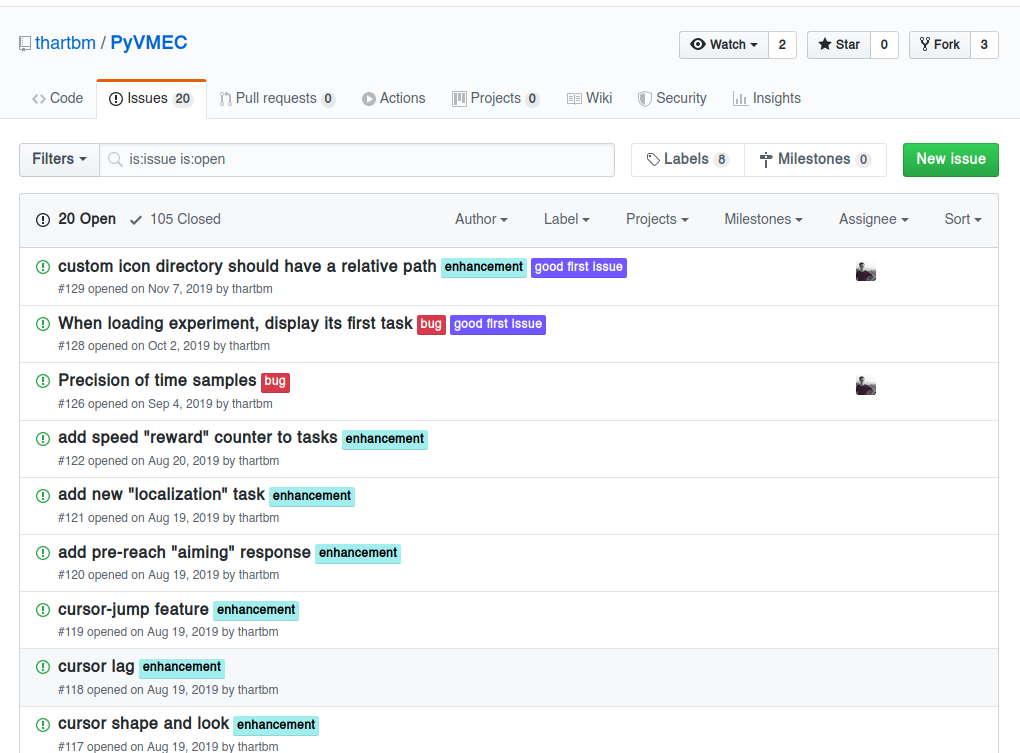 thartbm / PyVMEC
Watch 2 Star 0 Fork 3
Code Issues 20 Pull requests 0 Actions Projects 0 Wiki Security Insights
Filters is:issue is:open Labels 8 Milestones 0 New issue
20 Open 105 Closed Author Label Projects Milestones Assignee Sort
custom icon directory should have a relative path enhancement good first issue
#129 opened on Nov 7, 2019 by thartbm
When loading experiment, display its first task bug good first issue
#128 opened on Oct 2, 2019 by thartbm
Precision of time samples bug
#126 opened on Sep 4, 2019 by thartbm
add speed "reward" counter to tasks enhancement
#122 opened on Aug 20, 2019 by thartbm
add new "localization" task enhancement
#121 opened on Aug 19, 2019 by thartbm
add pre-reach "aiming" response enhancement
#120 opened on Aug 19, 2019 by thartbm
cursor-jump feature enhancement
#119 opened on Aug 19, 2019 by thartbm
cursor lag enhancement
#118 opened on Aug 19, 2019 by thartbm
cursor shape and look enhancement
#117 opened on Aug 19, 2019 by thartbm